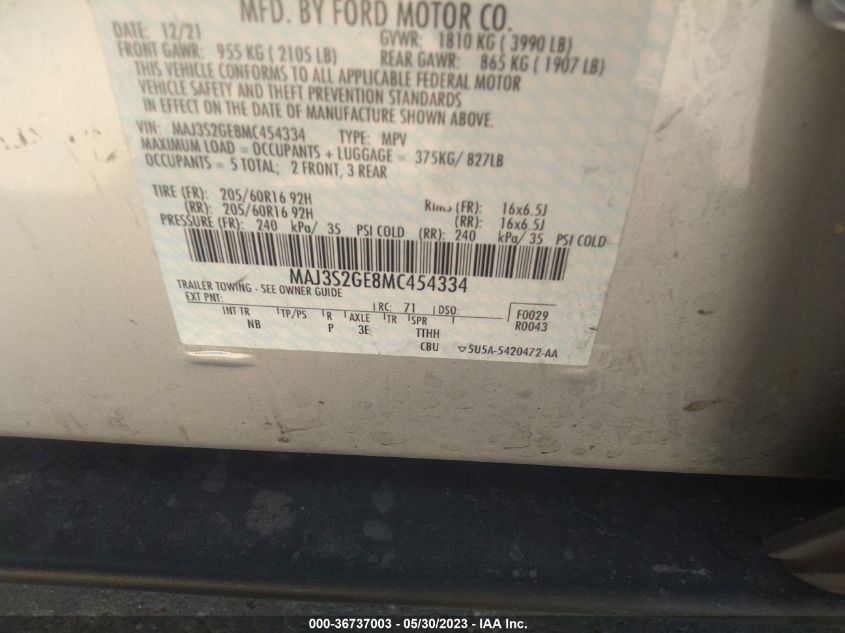 MFD. BY FORD MOTOR CO.
DATE: 12/21 GVWR: 1810 KG ( 3990 LB)
FRONT GAWR: 955 KG ( 2105 LB) REAR GAWR: 865 KG ( 1907 LB)
THIS VEHICLE CONFORMS TO ALL APPLICABLE FEDERAL MOTOR
VEHICLE SAFETY AND THEFT PREVENTION STANDARDS
IN EFFECT ON THE DATE OF MANUFACTURE SHOWN ABOVE.
VIN: MAJ3S2GE8MC454334 TYPE: MPV
MAXIMUM LOAD = OCCUPANTS + LUGGAGE = 375KG/ 827LB
OCCUPANTS = 5 TOTAL; 2 FRONT, 3 REAR
TIRE (FR): 205/60R16 92H RIMS (FR): 16x6.5J
(RR): 205/60R16 92H (RR): 16x6.5J
PRESSURE (FR): 240 kPa/ 35 PSI COLD (RR): 240 kPa/ 35 PSI COLD
MAJ3S2GE8MC454334
TRAILER TOWING - SEE OWNER GUIDE
EXT PNT: RC: 71 DSO: F0029
INT TR TP/PS R AXLE TR SPR R0043
NB P 3E TTHH
CBU ▽5U5A-5420472-AA
000-36737003 - 05/30/2023 - IAA Inc.